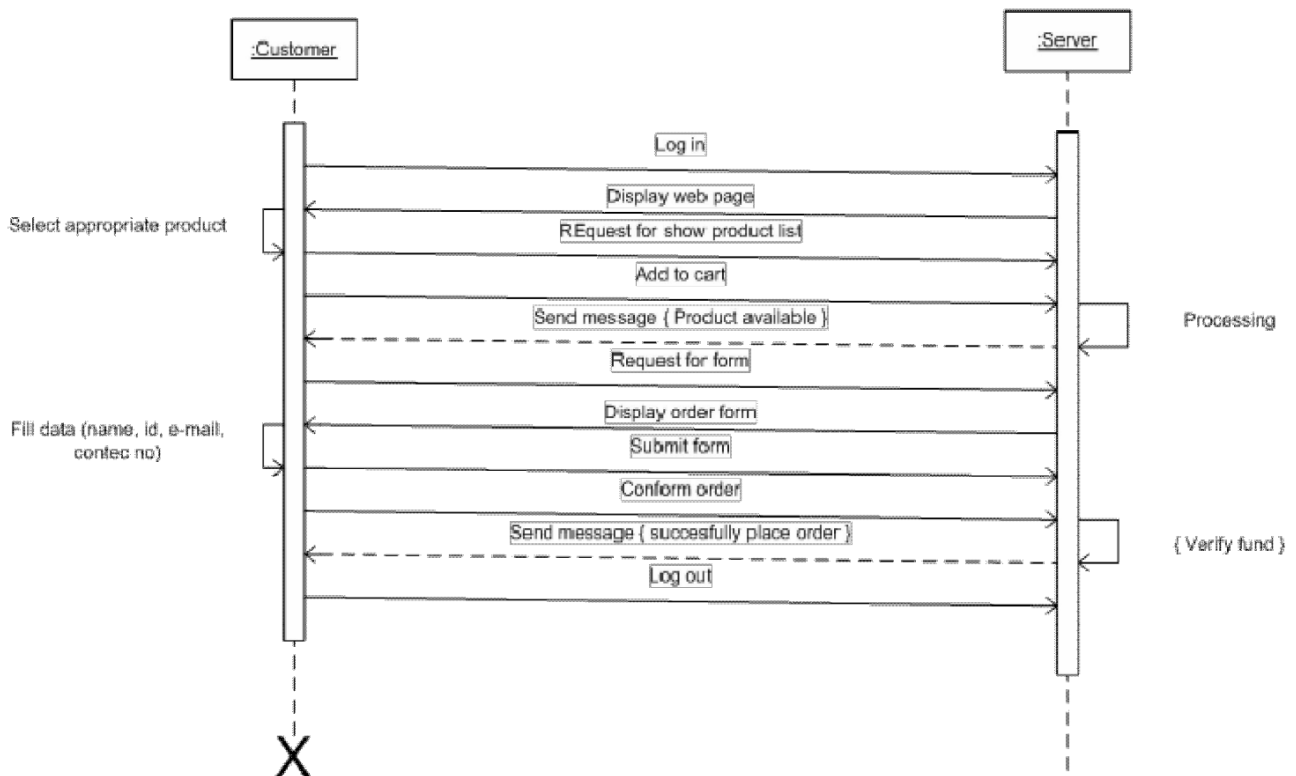 :Customer
:Server
Log in
Display web page
Select appropriate product
REquest for show product list
Add to cart
Send message { Product available }
Processing
Request for form
Display order form
Fill data (name, id, e-mail,
contec no)
Submit form
Conform order
Send message { succesfully place order }
{ Verify fund }
Log out
X